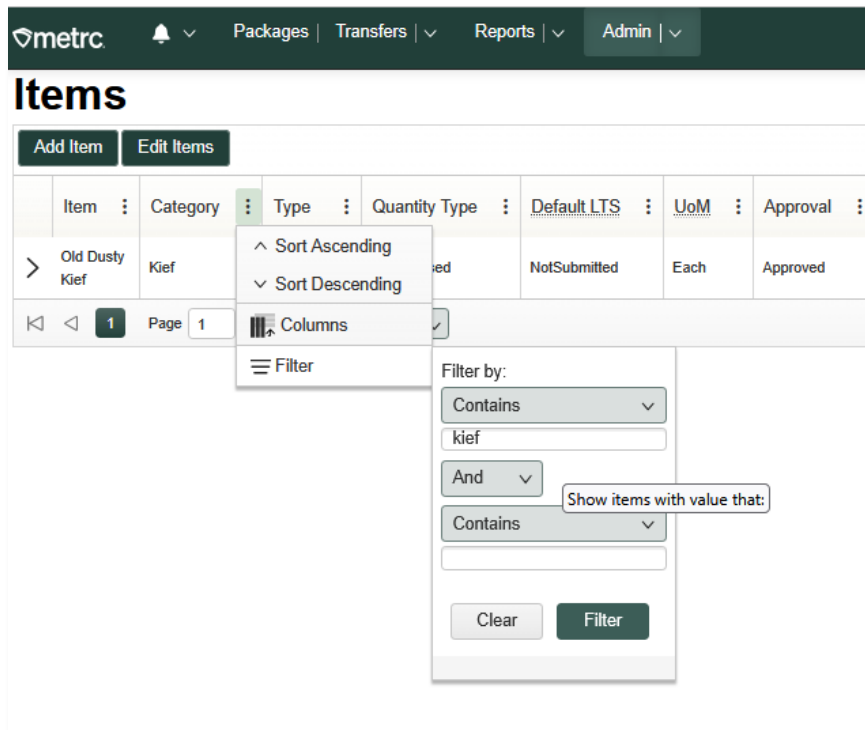 metrc. Packages | Transfers | Reports | Admin |
Items
Add Item Edit Items
Item Category Type Quantity Type Default LTS UoM Approval
Old Dusty Kief Kief sed NotSubmitted Each Approved
Sort Ascending
Sort Descending
1 Page 1
Columns
Filter
Filter by:
Contains
kief
And
Show items with value that:
Contains
Clear Filter